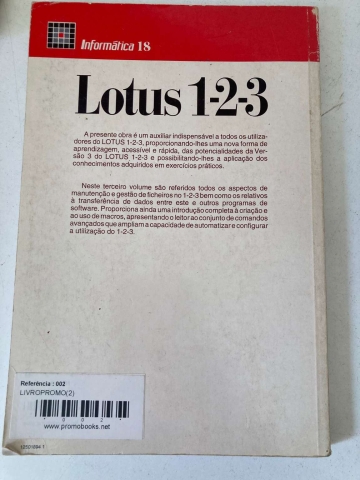 Informática 18
Lotus 1-2-3
A presente obra é um auxiliar indispensável a todos os utiliza-
dores do LOTUS 1-2-3, proporcionando-lhes uma nova forma de
aprendizagem, acessível e rápida, das potencialidades da Ver-
são 3 do LOTUS 1-2-3 e possibilitando-lhes a aplicação dos
conhecimentos adquiridos em exercícios práticos.
Neste terceiro volume são referidos todos os aspectos de
manutenção e gestão de ficheiros no 1-2-3 bem como os relativos
à transferência de dados entre este e outros programas de
software. Proporciona ainda uma introdução completa à criação e
ao uso de macros, apresentando o leitor ao conjunto de comandos
avançados que ampliam a capacidade de automatizar e configurar
a utilização do 1-2-3.
Referência : 002
LIVROPROMO(2)
www.promobooks.net